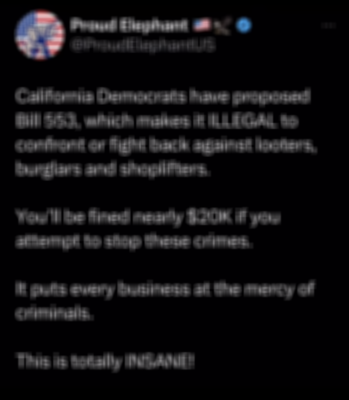 Proud Elephant
@ProudElephantUS
California Democrats have proposed
Bill 553, which makes it ILLEGAL to
confront or fight back against looters,
burglars and shoplifters.
You'll be fined nearly $20K if you
attempt to stop these crimes.
It puts every business at the mercy of
criminals.
This is totally INSANE!